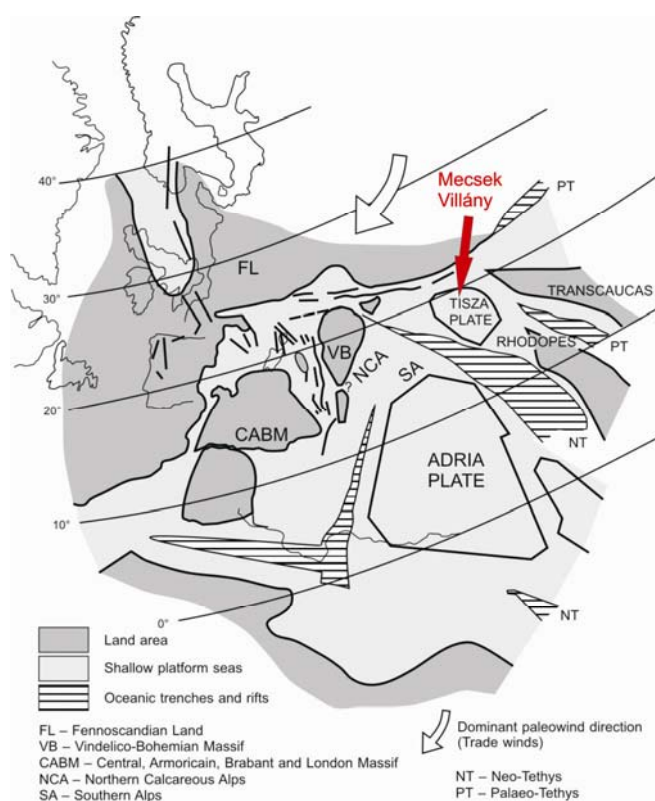 Mecsek
Villány
PT
40°
FL
30°
TISZA
PLATE
TRANSCAUCAS
VB
NCA
SA
RHODOPES
PT
20°
CABM
NT
ADRIA
PLATE
10°
0°
NT
Land area
Shallow platform seas
Oceanic trenches and rifts
FL – Fennoscandian Land
VB – Vindelico-Bohemian Massif
CABM – Central, Armoricain, Brabant and London Massif
NCA – Northern Calcareous Alps
SA – Southern Alps
Dominant paleowind direction
(Trade winds)
NT – Neo-Tethys
PT – Palaeo-Tethys